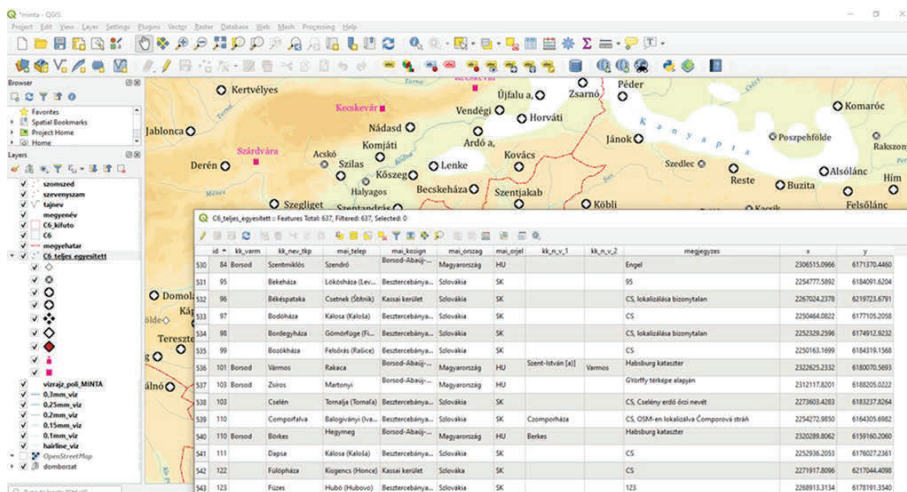 *minta - QGIS
Project Edit View Layer Settings Plugins Vector Raster Database Web Mesh Processing Help
Browser
Favorites
Spatial Bookmarks
Project Home
Home
Layers
szomszed
szevenyszam
tajnev
megyenév
C6_kifuto
C6
megyehatar
C6_teljes_egyesitett
vizrajz_poli_MINTA
0,3mm_viz
0.25mm_viz
0.2mm_viz
0.15mm_viz
0.1mm_viz
hairline_viz
OpenStreetMap
domborzat
Kertvélyes
Kecskevár
Újfalu a,
Zsarnó
Péder
Vendégi
Horváti
Komaróc
Jablonca
Nádasd
Ardó a,
Jánok
Kanyapta
Poszpehfölde
Rakaszon
Szárdvára
Acskó
Komjáti
Szilas
Derén
Kőszeg
Lenke
Kovács
Szedlec
Reste
Alsólánc
Halyagos
Becskeháza
Szentjakab
Buzita
Him
Szegliget
Szentandrás
Köbli
Kacsik
Felsőlánc
C6_teljes_egyesített :: Features Total: 637, Filtered: 637, Selected: 0
id kk_varm kk_nev_tkp mai_telep mai_kozign mai_orszag mai_orjel kk_n_v_1 kk_n_v_2 megjegyzes x y
530 84 Borsod Szentmiklós Szendrő Borsod-Abaúj-... Magyarország HU Engel 2306515.0966 6171370.4460
531 95 Bekeháza Lökösháza (Lev... Besztercebánya... Szlovákia SK 95 2254777.5892 6184091.6204
532 96 Békéspataka Csetnek (Štítnik) Kassai kerület Szlovákia SK CS, lokalizálása bizonytalan 2267024.2378 6219723.6791
533 97 Bodóháza Kálosa (Kaloša) Besztercebánya... Szlovákia SK CS 2250464.0822 6177105.2058
534 98 Bordegyháza Gömörfüge (Fi... Besztercebánya... Szlovákia SK CS, lokalizálása bizonytalan 2252329.2596 6174912.9232
535 99 Bozókháza Felsőrás (Rašice) Besztercebánya... Szlovákia SK CS 2250163.1699 6184319.1568
536 101 Borsod Vármos Rakaca Borsod-Abaúj-... Magyarország HU Szent-István [a] Varmos Habsburg kataszter 2322625.2332 6180070.5693
537 103 Borsod Zsiros Martonyi Borsod-Abaúj-... Magyarország HU GYörffy térképe alapján 2312117.8201 6188205.0222
538 103 Cselén Tornalja (Tornaľa) Besztercebánya... Szlovákia SK CS, Cselény erdő őrzi nevét 2273603.4283 6183237.8264
539 110 Comporfalva Balogiványi (Iva... Besztercebánya... Szlovákia SK Czomporháza CS, OSM-en lokalizálva Čomporová stráň 2254272.9850 6164305.6982
540 110 Borsod Börkes Hegymeg Borsod-Abaúj-... Magyarország HU Berkes Habsburg kataszter 2320289.8062 6159160.2060
541 111 Dapsa Kálosa (Kaloša) Besztercebánya... Szlovákia SK CS 2252936.2053 6176027.2361
542 122 Fülöpháza Kisgencs (Honce) Kassai kerület Szlovákia SK CS 2271917.8096 6217044.4098
543 123 Füzes Hubó (Hubovo) Besztercebánya... Szlovákia SK 123 2268913.3134 6178191.3540